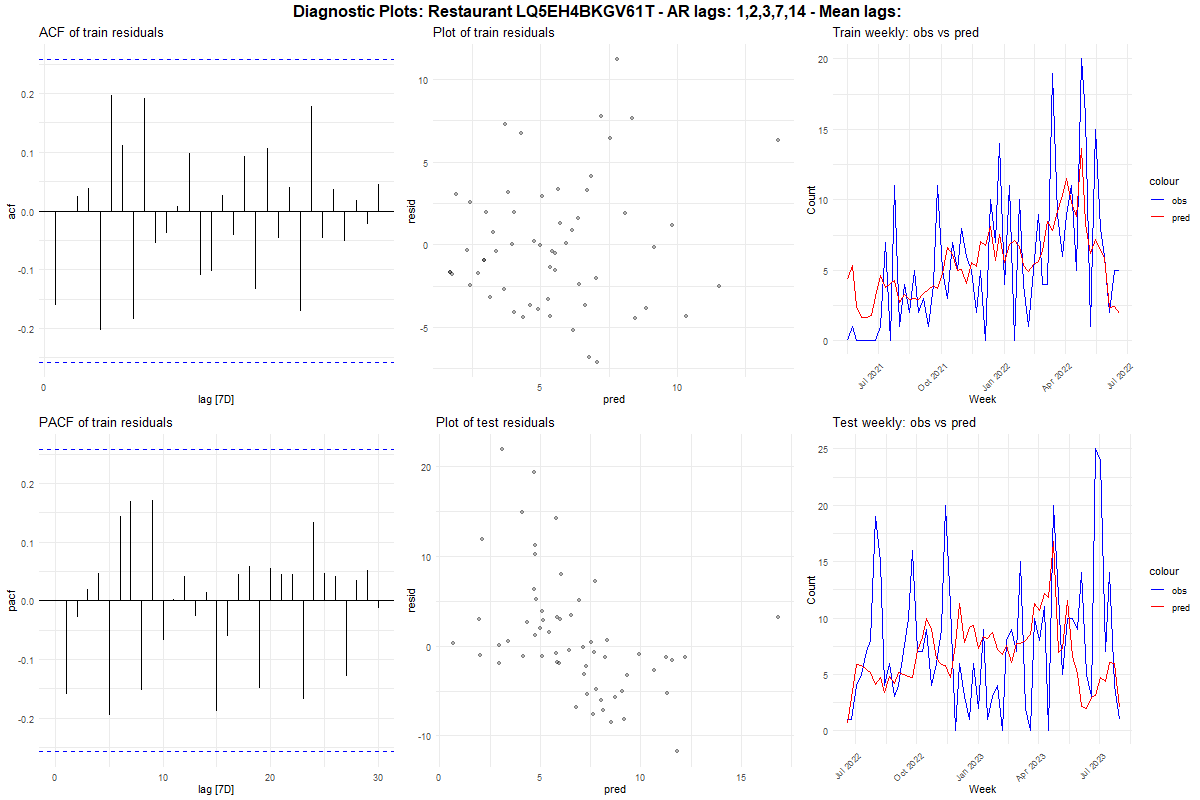 Diagnostic Plots: Restaurant LQ5EH4BKGV61T - AR lags: 1,2,3,7,14 - Mean lags:
ACF of train residuals
acf
0.2
0.1
0.0
-0.1
-0.2
0
lag [7D]
Plot of train residuals
resid
10
5
0
-5
5
10
pred
Train weekly: obs vs pred
Count
20
15
10
5
0
Jul 2021
Oct 2021
Jan 2022
Apr 2022
Jul 2022
Week
colour
obs
pred
PACF of train residuals
pacf
0.2
0.1
0.0
-0.1
-0.2
0
10
20
30
lag [7D]
Plot of test residuals
resid
20
10
0
-10
0
5
10
15
pred
Test weekly: obs vs pred
Count
25
20
15
10
5
0
Jul 2022
Oct 2022
Jan 2023
Apr 2023
Jul 2023
Week
colour
obs
pred